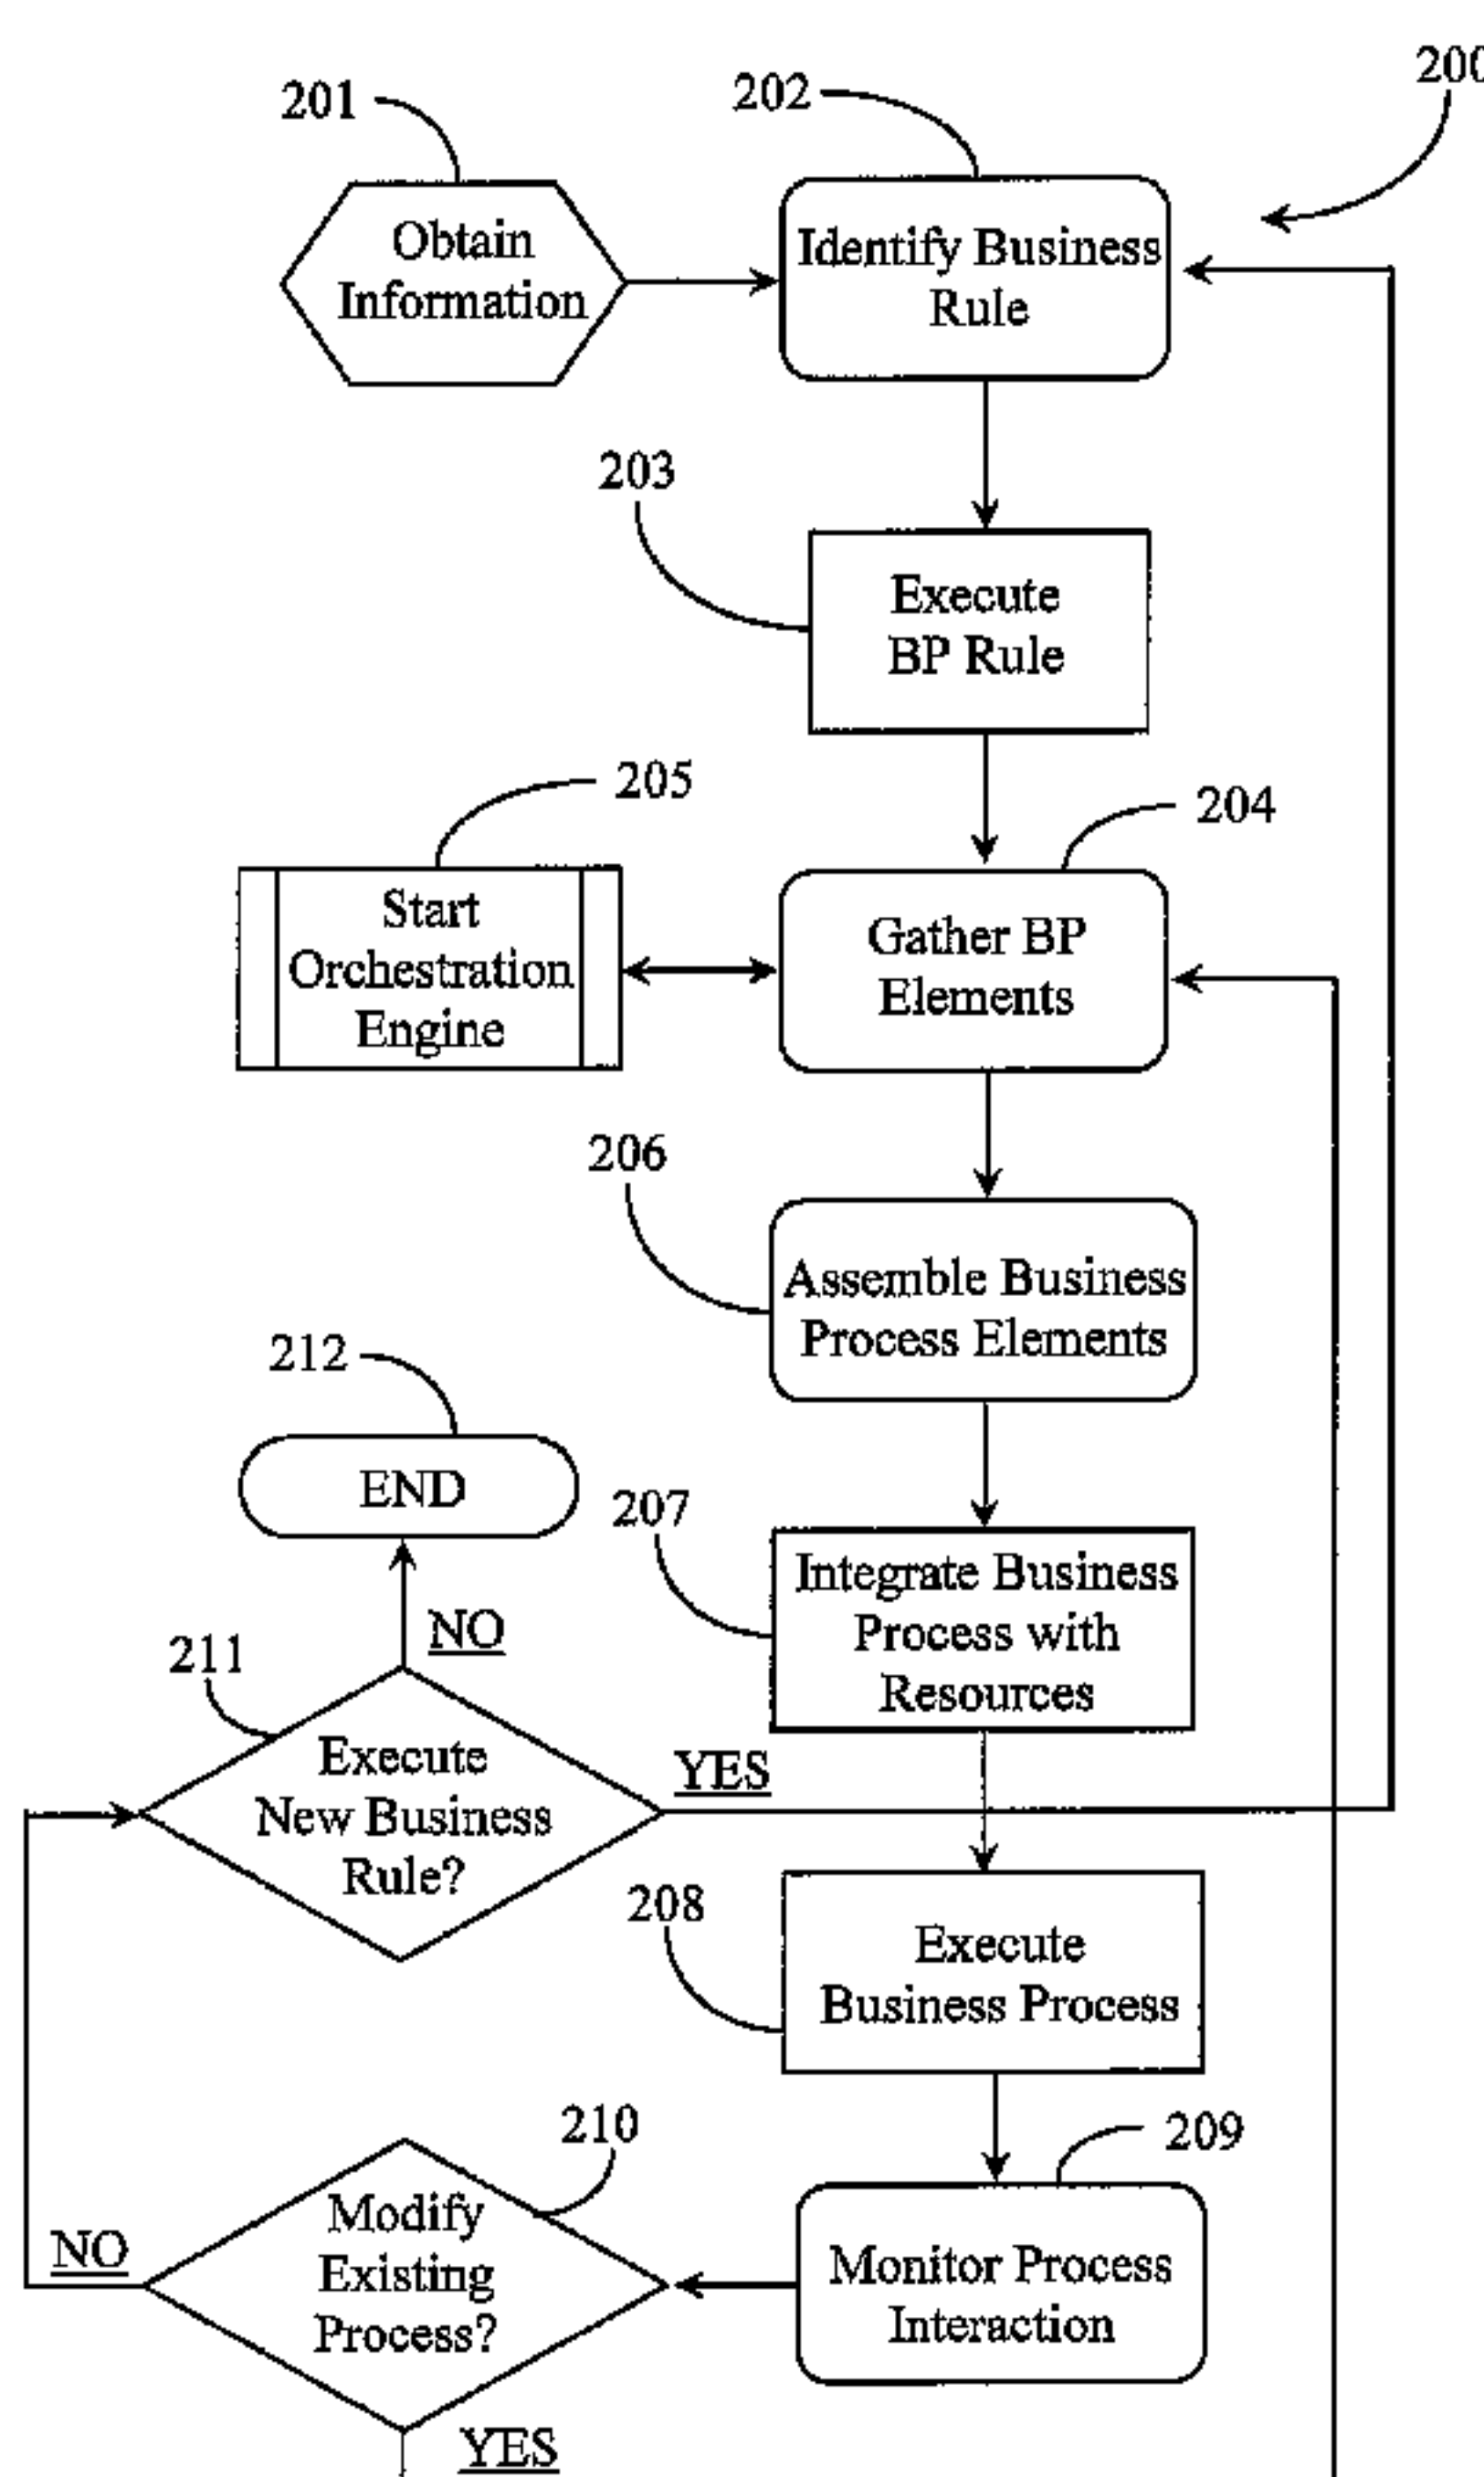 200
201
202
Obtain
Information
Identify Business
Rule
203
Execute
BP Rule
205
204
Start
Orchestration
Engine
Gather BP
Elements
206
Assemble Business
Process Elements
212
END
207
Integrate Business
Process with
Resources
NO
211
Execute
New Business
Rule?
YES
208
Execute
Business Process
210
209
Modify
Existing
Process?
NO
Monitor Process
Interaction
YES